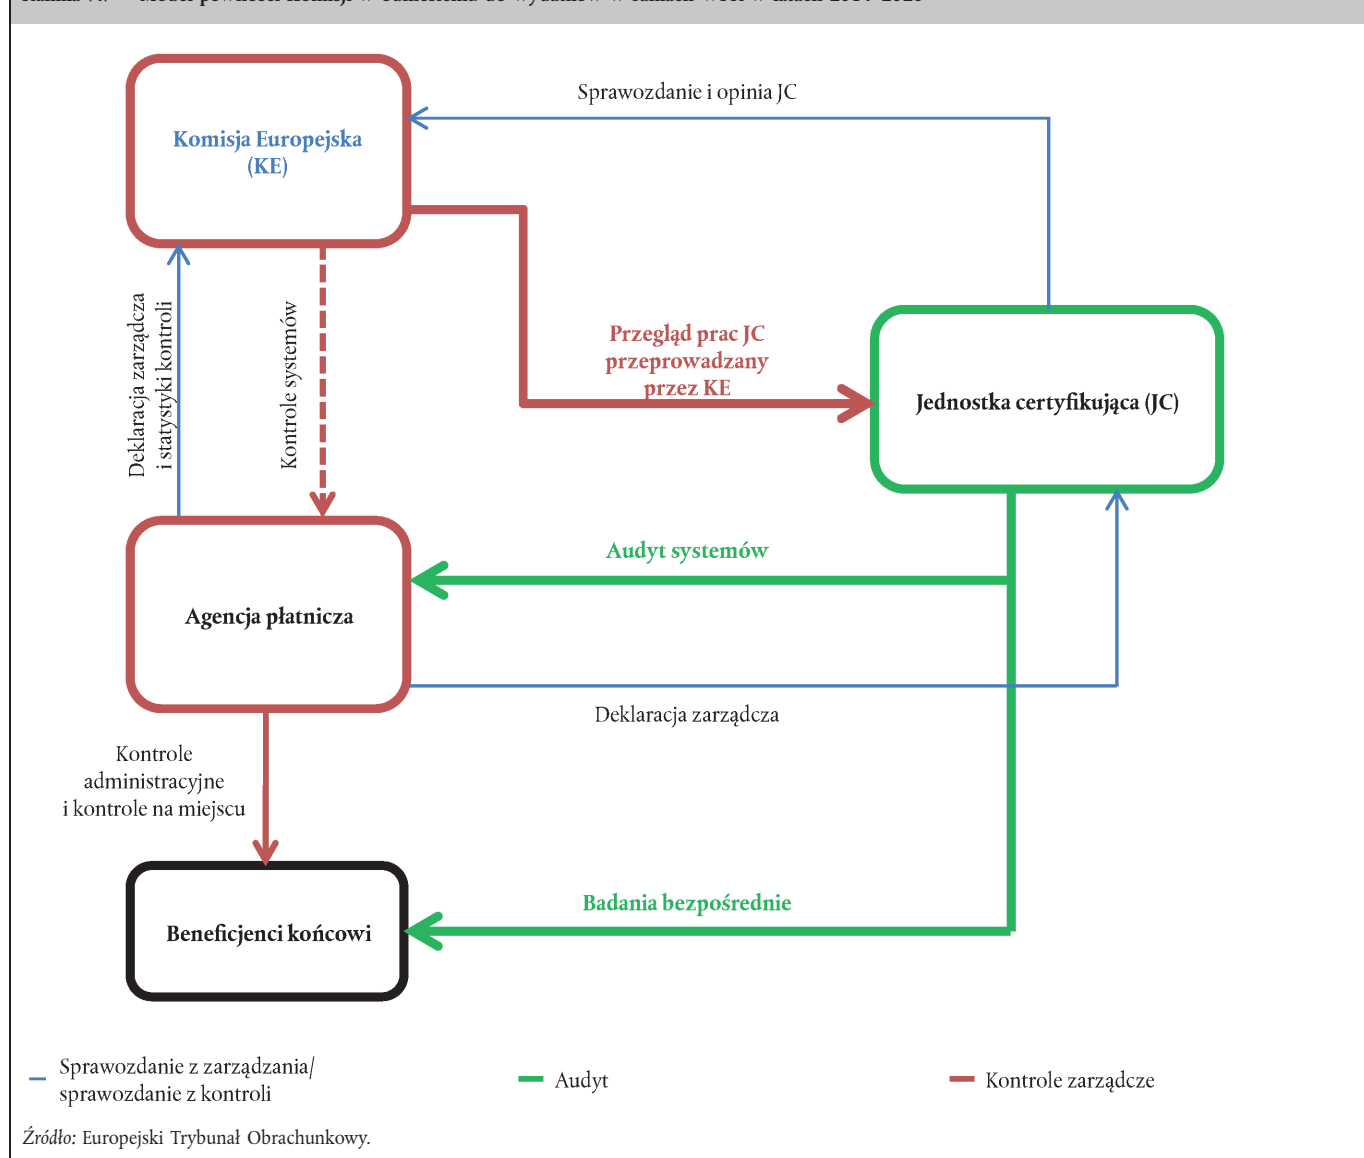 Sprawozdanie i opinia JC
Komisja Europejska
(KE)
Deklaracja zarządcza
i statystyki kontroli
Kontrole systemów
Przegląd prac JC
przeprowadzany
przez KE
Jednostka certyfikująca (JC)
Audyt systemów
Agencja płatnicza
Deklaracja zarządcza
Kontrole
administracyjne
i kontrole na miejscu
Badania bezpośrednie
Beneficjenci końcowi
Sprawozdanie z zarządzania/
sprawozdanie z kontroli
Audyt
Kontrole zarządcze
Źródło: Europejski Trybunał Obrachunkowy.